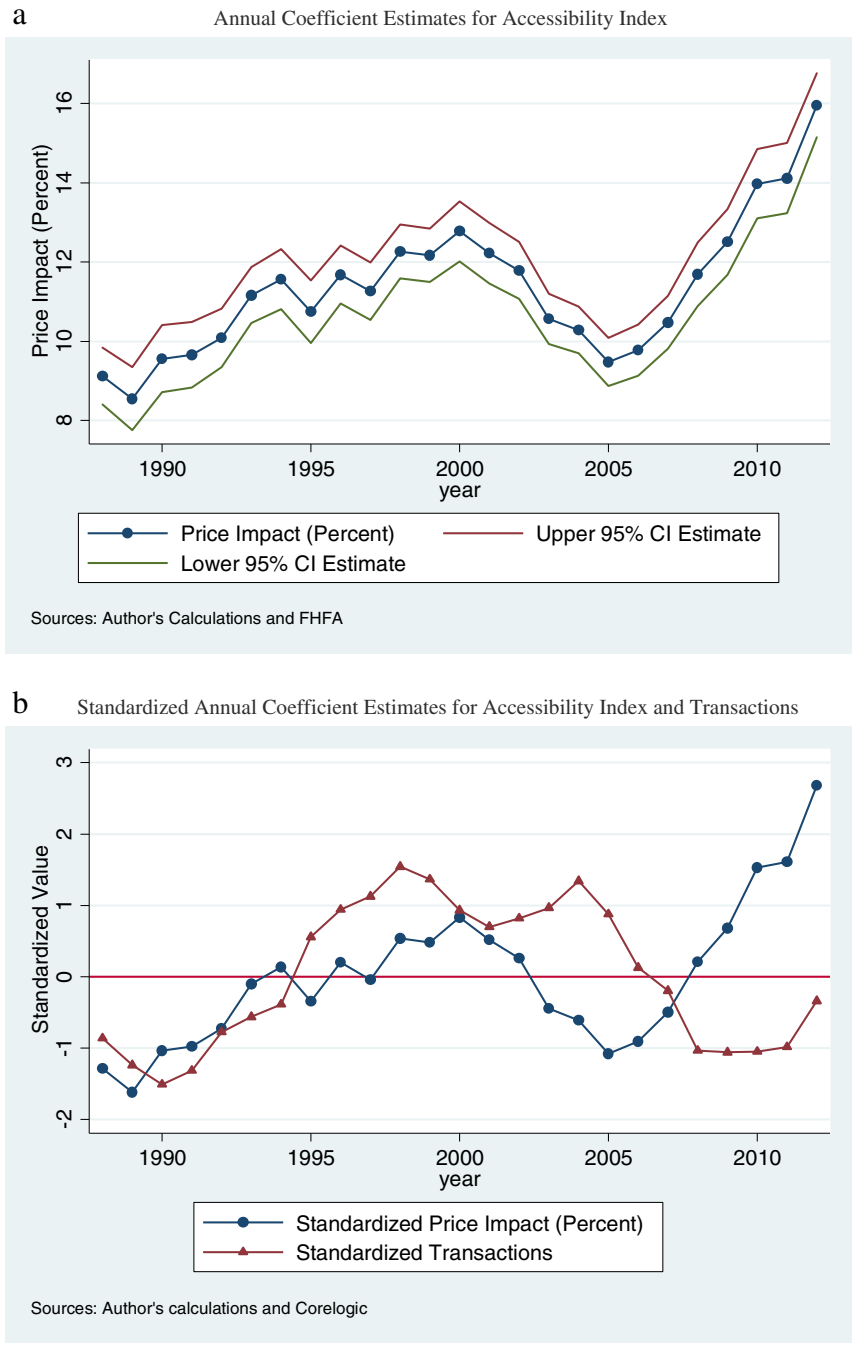 a
Annual Coefficient Estimates for Accessibility Index
Price Impact (Percent)
16
14
12
10
8
1990 1995 2000 2005 2010
year
Price Impact (Percent) Upper 95% CI Estimate
Lower 95% CI Estimate
Sources: Author's Calculations and FHFA
b
Standardized Annual Coefficient Estimates for Accessibility Index and Transactions
Standardized Value
3
2
1
0
-1
-2
1990 1995 2000 2005 2010
year
Standardized Price Impact (Percent)
Standardized Transactions
Sources: Author's calculations and Corelogic